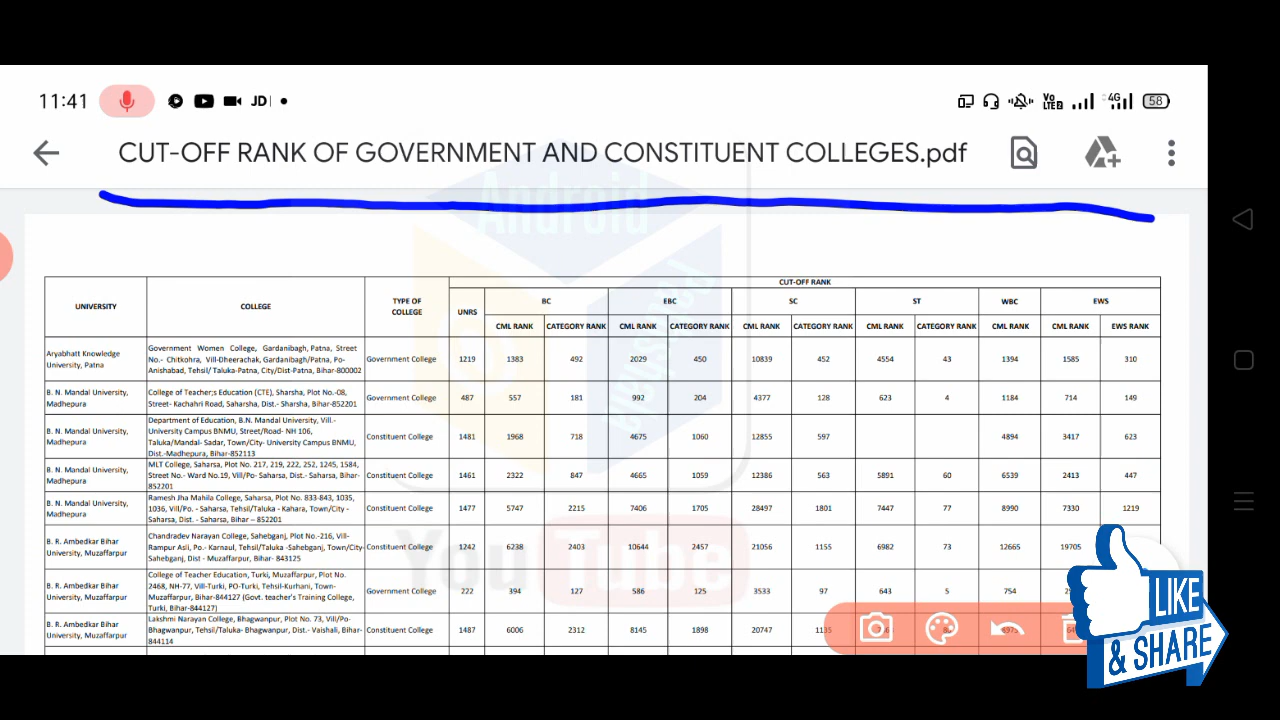 11:41 JD 58
CUT-OFF RANK OF GOVERNMENT AND CONSTITUENT COLLEGES.pdf
Android
Pathshala
YouTube
CUT-OFF RANK
UNIVERSITY COLLEGE TYPE OF COLLEGE UNRS BC EBC SC ST WBC EWS
CML RANK CATEGORY RANK CML RANK CATEGORY RANK CML RANK CATEGORY RANK CML RANK CATEGORY RANK CML RANK CML RANK EWS RANK
Aryabhatt Knowledge University, Patna Government Women College, Gardanibagh, Patna, Street No.- Chitkohra, Vill-Dheerachak, Gardanibagh/Patna, Po-Anishabad, Tehsil/ Taluka-Patna, City/Dist-Patna, Bihar-800002 Government College 1219 1383 492 2029 450 10839 452 4554 43 1394 1585 310
B. N. Mandal University, Madhepura College of Teacher;s Education (CTE), Sharsha, Plot No.-08, Street- Kachahri Road, Saharsha, Dist.- Sharsha, Bihar-852201 Government College 487 557 181 992 204 4377 128 623 4 1184 714 149
B. N. Mandal University, Madhepura Department of Education, B.N. Mandal University, Vill.- University Campus BNMU, Street/Road- NH 106, Taluka/Mandal- Sadar, Town/City- University Campus BNMU, Dist.-Madhepura, Bihar-852113 Constituent College 1481 1968 718 4675 1060 12855 597 4894 3417 623
B. N. Mandal University, Madhepura MLT College, Saharsa, Plot No. 217, 219, 222, 252, 1245, 1584, Street No.- Ward No.19, Vill/Po- Saharsa, Dist.- Saharsa, Bihar-852201 Constituent College 1461 2322 847 4665 1059 12386 563 5891 60 6539 2413 447
B. N. Mandal University, Madhepura Ramesh Jha Mahila College, Saharsa, Plot No. 833-843, 1035, 1036, Vill/Po. - Saharsa, Tehsil/Taluka - Kahara, Town/City - Saharsa, Dist. - Saharsa, Bihar – 852201 Constituent College 1477 5747 2215 7406 1705 28497 1801 7447 77 8990 7330 1219
B. R. Ambedkar Bihar University, Muzaffarpur Chandradev Narayan College, Sahebganj, Plot No.-216, Vill- Rampur Asli, Po.- Karnaul, Tehsil/Taluka -Sahebganj, Town/City- Sahebganj, Dist - Muzaffarpur, Bihar- 843125 Constituent College 1242 6238 2403 10644 2457 21056 1155 6982 73 12665 19705
B. R. Ambedkar Bihar University, Muzaffarpur College of Teacher Education, Turki, Muzaffarpur, Plot No. 2468, NH-77, Vill-Turki, PO-Turki, Tehsil-Kurhani, Town- Muzaffarpur, Bihar-844127 (Govt. teacher's Training College, Turki, Bihar-844127) Government College 222 394 127 586 125 3533 97 643 5 754
B. R. Ambedkar Bihar University, Muzaffarpur Lakshmi Narayan College, Bhagwanpur, Plot No. 73, Vill/Po- Bhagwanpur, Tehsil/Taluka- Bhagwanpur, Dist.- Vaishali, Bihar-844114 Constituent College 1487 6006 2312 8145 1898 20747 1135
LIKE
& SHARE